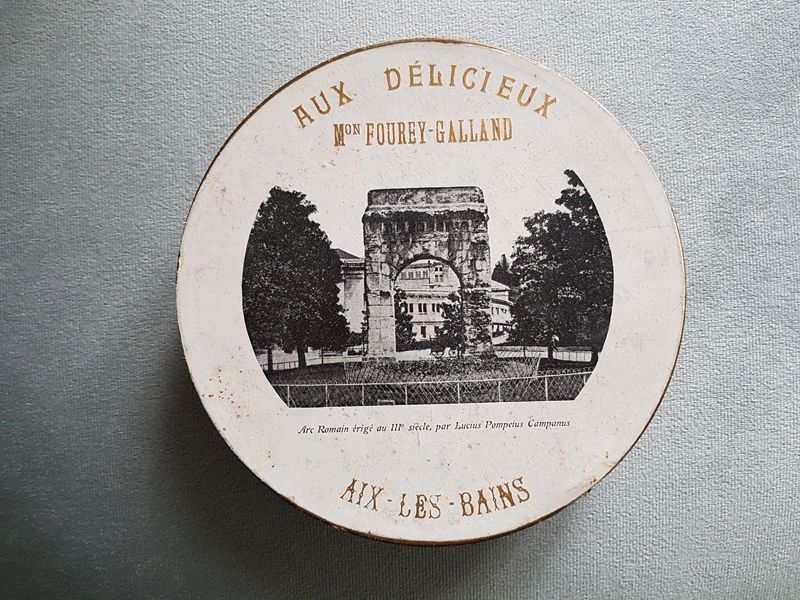 AUX DÉLICIEUX
Mᴼᴺ FOUREY-GALLAND
Arc Romain érigé au IIIᵉ siècle, par Lucius Pompeius Campanus
AIX-LES-BAINS